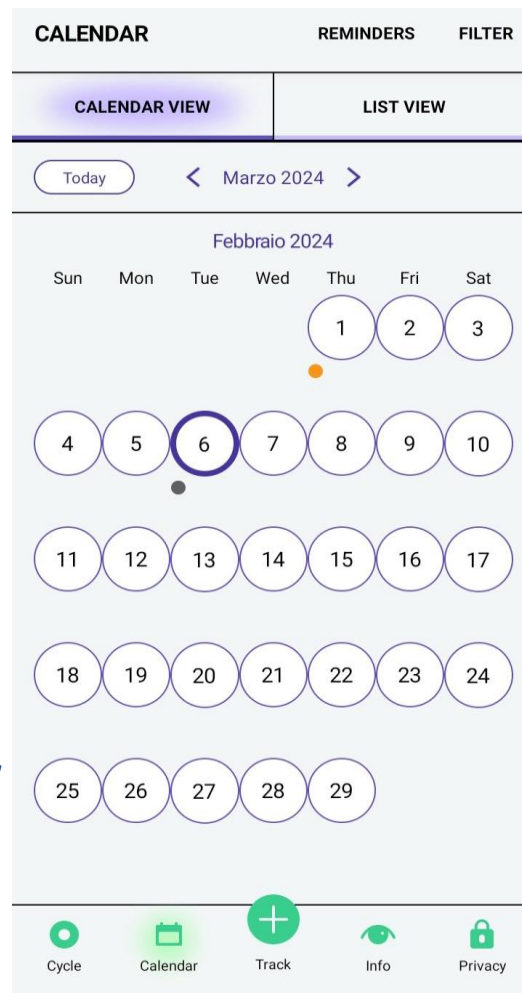 CALENDAR REMINDERS FILTER
CALENDAR VIEW LIST VIEW
Today < Marzo 2024 >
Febbraio 2024
Sun Mon Tue Wed Thu Fri Sat
1 2 3
4 5 6 7 8 9 10
11 12 13 14 15 16 17
18 19 20 21 22 23 24
25 26 27 28 29
Cycle Calendar Track Info Privacy